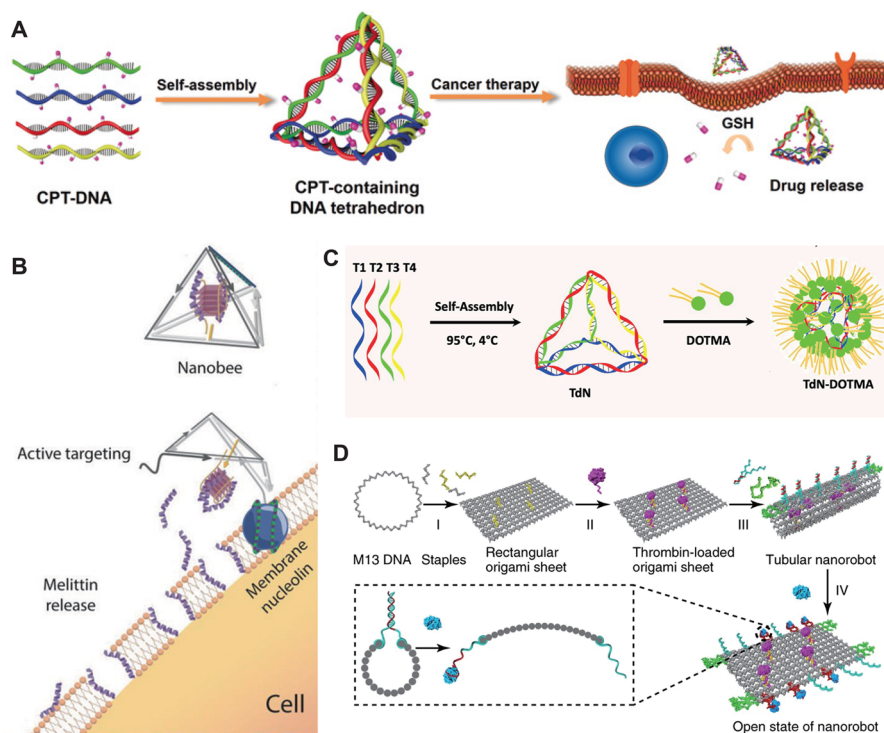 A
Self-assembly
Cancer therapy
CPT-DNA
CPT-containing
DNA tetrahedron
GSH
Drug release
B
Nanobee
Active targeting
Melittin
release
Membrane
nucleolin
Cell
C
T1 T2 T3 T4
Self-Assembly
95°C, 4°C
TdN
DOTMA
TdN-DOTMA
D
I
II
III
M13 DNA
Staples
Rectangular
origami sheet
Thrombin-loaded
origami sheet
Tubular nanorobot
IV
Open state of nanorobot